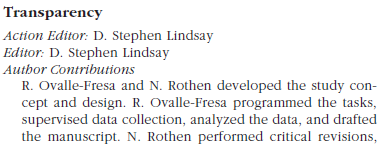 Transparency
Action Editor: D. Stephen Lindsay
Editor: D. Stephen Lindsay
Author Contributions
R. Ovalle-Fresa and N. Rothen developed the study con-
cept and design. R. Ovalle-Fresa programmed the tasks,
supervised data collection, analyzed the data, and drafted
the manuscript. N. Rothen performed critical revisions,